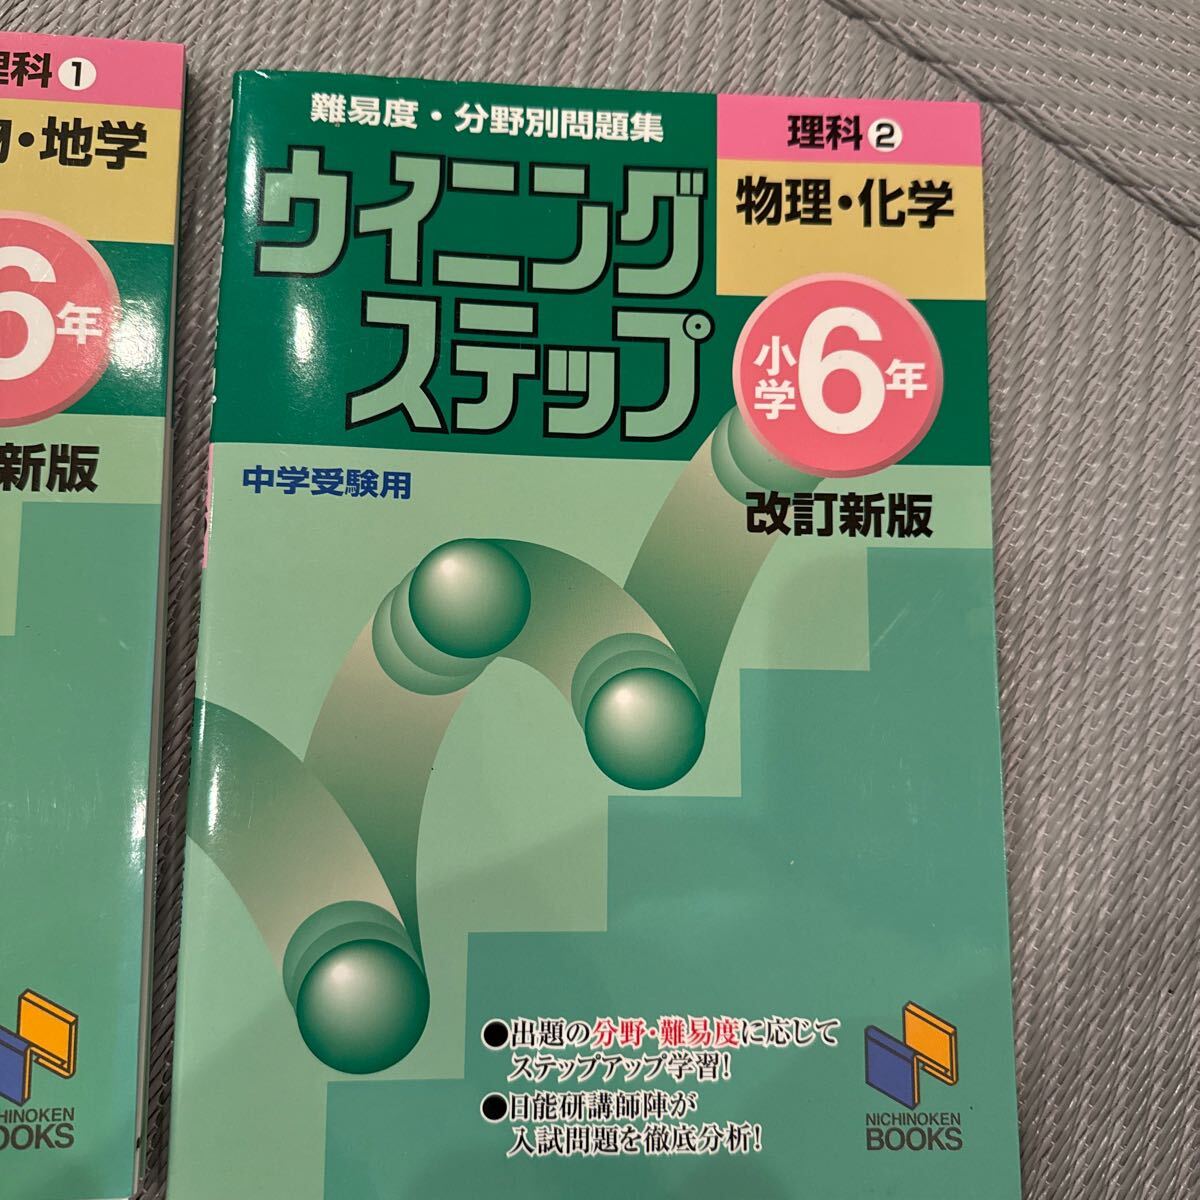 理科1
物・地学
6年
新版
NICHINOKEN
BOOKS
難易度・分野別問題集
ウイニング
ステップ
理科2
物理・化学
小学6年
改訂新版
中学受験用
●出題の分野・難易度に応じて
ステップアップ学習!
●日能研講師陣が
入試問題を徹底分析!
NICHINOKEN
BOOKS